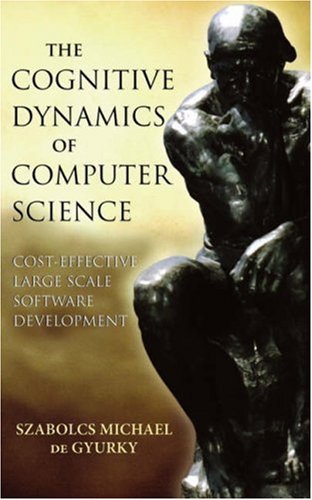 THE
COGNITIVE
DYNAMICS
OF
COMPUTER
SCIENCE
COST-EFFECTIVE
LARGE SCALE
SOFTWARE
DEVELOPMENT
SZABOLCS MICHAEL
DE GYURKY